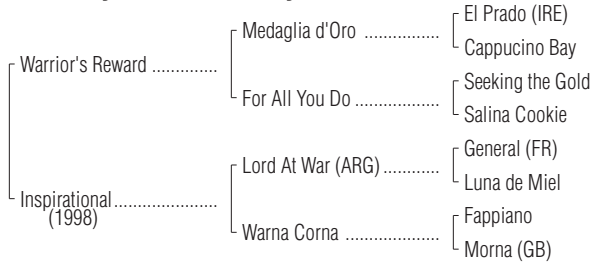 El Prado (IRE)
Medaglia d'Oro ................
Cappucino Bay
Warrior's Reward ..............
Seeking the Gold
For All You Do ..................
Salina Cookie
General (FR)
Lord At War (ARG) ............
Luna de Miel
Inspirational ......................
(1998)
Fappiano
Warna Corna ....................
Morna (GB)